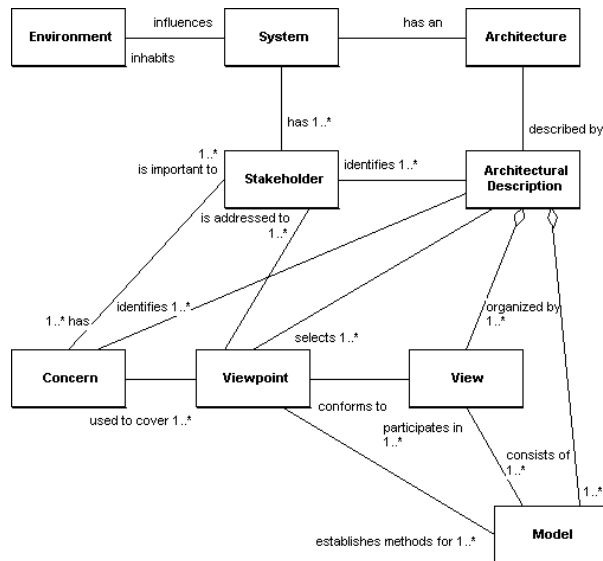 influences
has an
Environment
System
Architecture
inhabits
has 1..*
described by
1..*
is important to
identifies 1..*
Stakeholder
Architectural
Description
is addressed to
1..*
identifies 1..*
organized by
1..*
1..* has
selects 1..*
Concern
Viewpoint
View
used to cover 1..*
conforms to
participates in
1..*
consists of
1..*
1..*
Model
establishes methods for 1..*